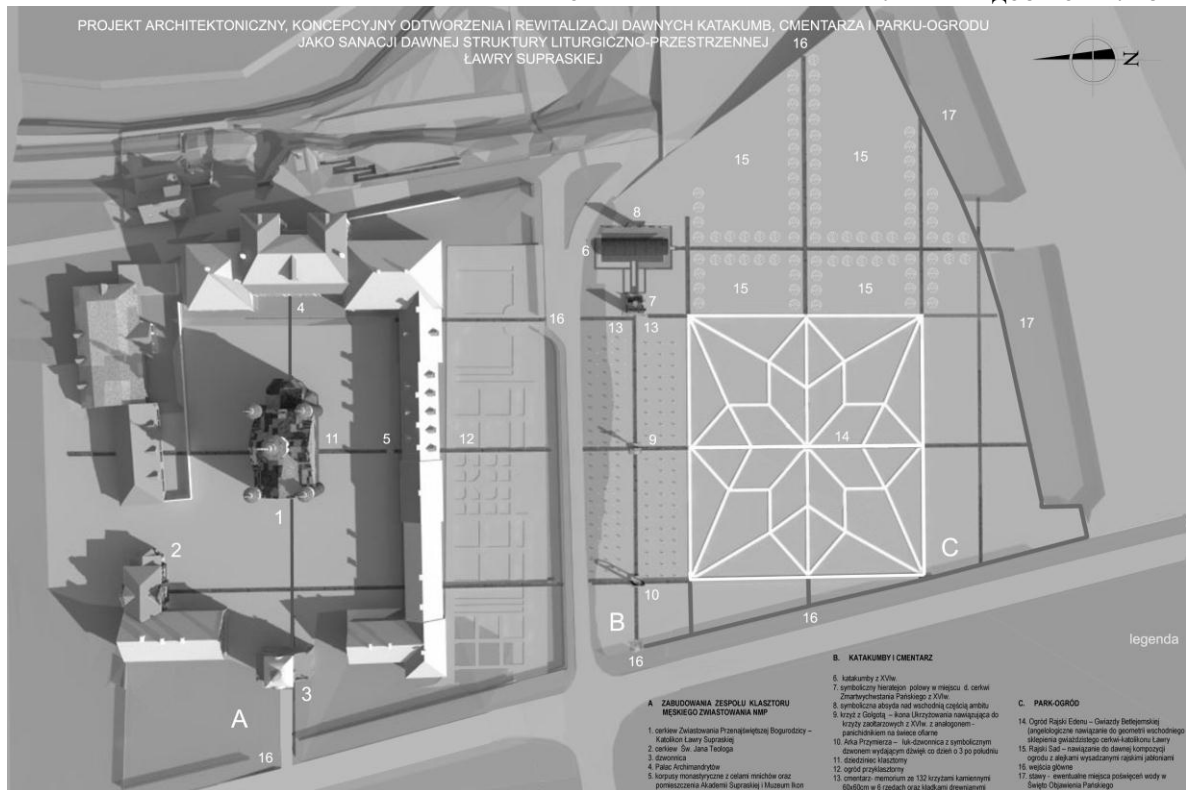 PROJEKT ARCHITEKTONICZNY, KONCEPCYJNY ODTWORZENIA I REWITALIZACJI DAWNYCH KATAKUMB, CMENTARZA I PARKU-OGRODU
JAKO SANACJI DAWNEJ STRUKTURY LITURGICZNO-PRZESTRZENNEJ
ŁAWRY SUPRASKIEJ
16
N
17
15
15
8
6
7
15
15
4
16
13
13
17
11
5
12
9
14
1
2
C
10
B
16
16
3
A
16
legenda
A ZABUDOWANIA ZESPOŁU KLASZTORU
MĘSKIEGO ZWIASTOWANIA NMP
1. cerkiew Zwiastowania Przenajświętszej Bogurodzicy –
Katolikon Ławry Supraskiej
2. cerkiew Św. Jana Teologa
3. dzwonnica
4. Pałac Archimandrytów
5. korpusy monastyczne z celami mnichów oraz
pomieszczenia Akademii Supraskiej i Muzeum Ikon
B. KATAKUMBY I CMENTARZ
6. katakumby z XVIw.
7. symboliczny hieratejon polowy w miejscu d. cerkwi
Zmartwychwstania Pańskiego z XVIw.
8. symboliczna absyda nad wschodnią częścią ambitu
9. krzyż z Golgotą – ikona Ukrzyżowania nawiązująca do
krzyży zaołtarzowych z XVIw. z analogonem -
panichidnikiem na świece ofiarne
10. Arka Przymierza – łuk-dzwonnica z symbolicznym
dzwonem wydającym dźwięk co dzień o 3 po południu
11. dziedziniec klasztorny
12. ogród przyklasztorny
13. cmentarz- memorium ze 132 krzyżami kamiennymi
60x60cm w 6 rzędach oraz kładkami drewnianymi
C. PARK-OGRÓD
14. Ogród Rajski Edenu – Gwiazdy Betlejemskiej
(angelologiczne nawiązanie do geometrii wschodniego
sklepienia gwiaździstego cerkwi-katolikonu Ławry
15. Rajski Sad – nawiązanie do dawnej kompozycji
ogrodu z alejkami wysadzanymi rajskimi jabłoniami
16. wejścia główne
17. stawy - ewentualne miejsca poświęceń wody w
Święto Objawienia Pańskiego